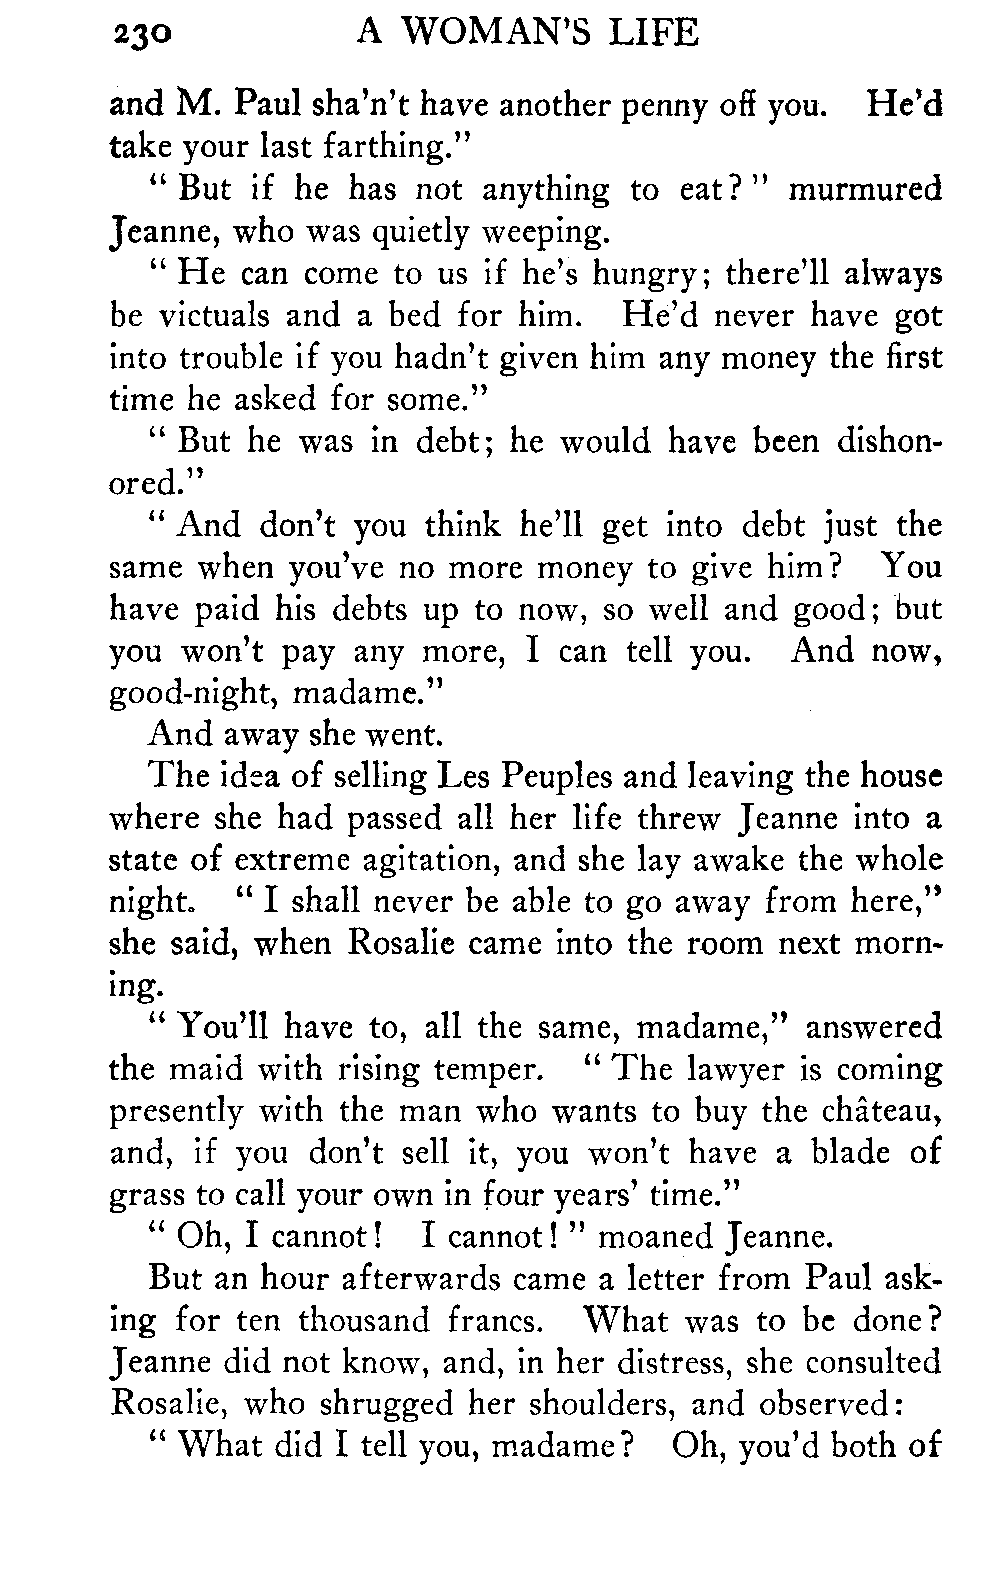 230 A WOMAN'S LIFE
and M. Paul sha'n't have another penny off you. He'd
take your last farthing."
" But if he has not anything to eat? " murmured
Jeanne, who was quietly weeping.
" He can come to us if he's hungry; there'll always
be victuals and a bed for him. He'd never have got
into trouble if you hadn't given him any money the first
time he asked for some."
" But he was in debt; he would have been dishon-
ored."
" And don't you think he'll get into debt just the
same when you've no more money to give him? You
have paid his debts up to now, so well and good; but
you won't pay any more, I can tell you. And now,
good-night, madame."
And away she went.
The idea of selling Les Peuples and leaving the house
where she had passed all her life threw Jeanne into a
state of extreme agitation, and she lay awake the whole
night. " I shall never be able to go away from here,"
she said, when Rosalie came into the room next morn-
ing.
" You'll have to, all the same, madame," answered
the maid with rising temper. " The lawyer is coming
presently with the man who wants to buy the château,
and, if you don't sell it, you won't have a blade of
grass to call your own in four years' time."
" Oh, I cannot! I cannot! " moaned Jeanne.
But an hour afterwards came a letter from Paul ask-
ing for ten thousand francs. What was to be done?
Jeanne did not know, and, in her distress, she consulted
Rosalie, who shrugged her shoulders, and observed:
" What did I tell you, madame? Oh, you'd both of